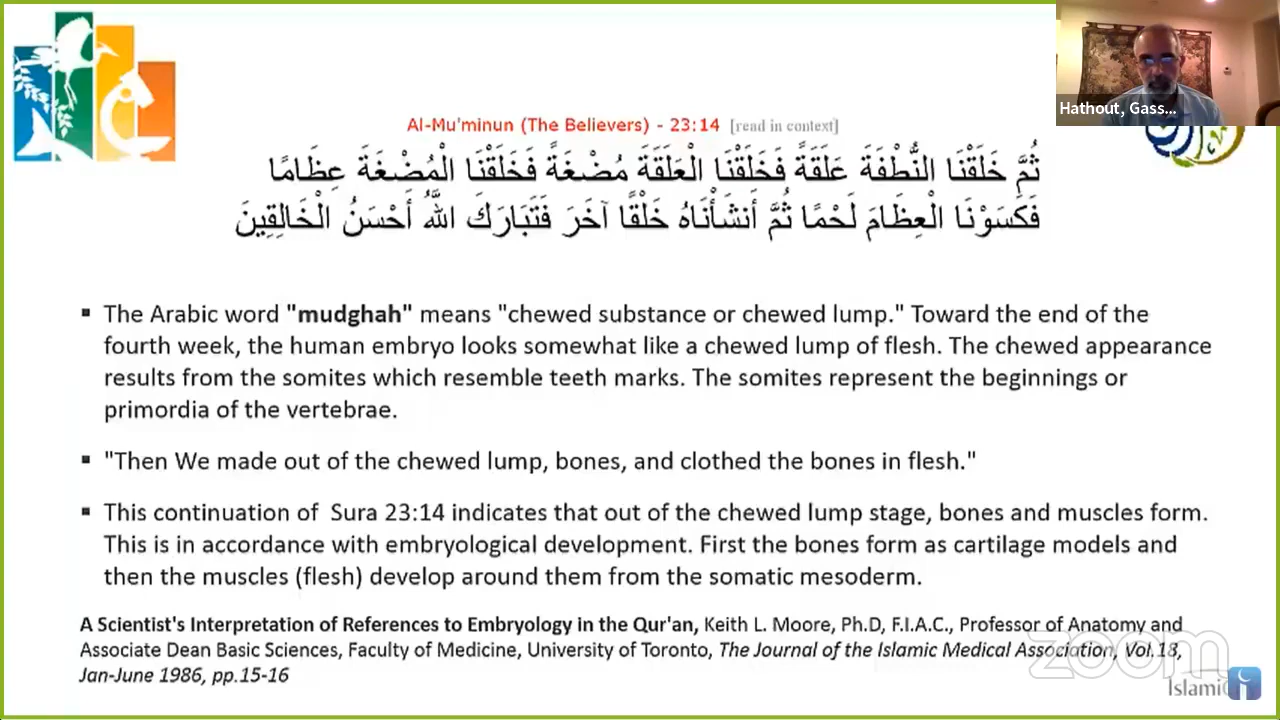 Hathout, Gass...
Al-Mu'minun (The Believers) - 23:14 [read in context]
ثُمَّ خَلَقْنَا النُّطْفَةَ عَلَقَةً فَخَلَقْنَا الْعَلَقَةَ مُضْغَةً فَخَلَقْنَا الْمُضْغَةَ عِظَامًا
فَكَسَوْنَا الْعِظَامَ لَحْمًا ثُمَّ أَنشَأْنَاهُ خَلْقًا آخَرَ فَتَبَارَكَ اللَّهُ أَحْسَنُ الْخَالِقِينَ
▪ The Arabic word "mudghah" means "chewed substance or chewed lump." Toward the end of the
fourth week, the human embryo looks somewhat like a chewed lump of flesh. The chewed appearance
results from the somites which resemble teeth marks. The somites represent the beginnings or
primordia of the vertebrae.
▪ "Then We made out of the chewed lump, bones, and clothed the bones in flesh."
▪ This continuation of Sura 23:14 indicates that out of the chewed lump stage, bones and muscles form.
This is in accordance with embryological development. First the bones form as cartilage models and
then the muscles (flesh) develop around them from the somatic mesoderm.
A Scientist's Interpretation of References to Embryology in the Qur'an, Keith L. Moore, Ph.D, F.I.A.C., Professor of Anatomy and
Associate Dean Basic Sciences, Faculty of Medicine, University of Toronto, The Journal of the Islamic Medical Association, Vol.18,
Jan-June 1986, pp.15-16
zoom
Islami